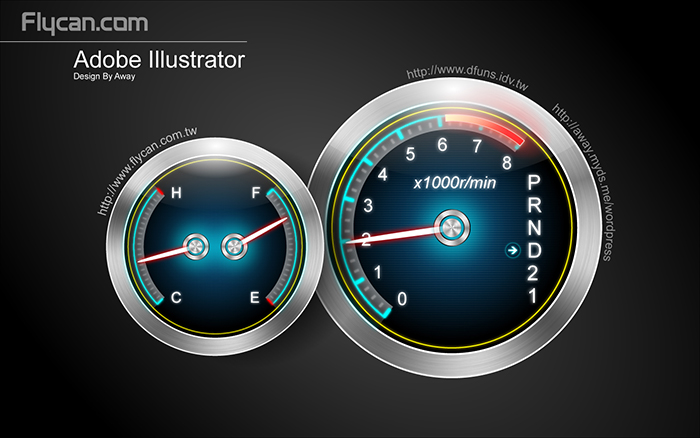 Flycan.com
Adobe Illustrator
Design By Away
http://www.flycan.com.tw
H
F
C
E
http://www.dfuns.idv.tw
http://away.myds.me/wordpress
0
1
2
3
4
5
6
7
8
x1000r/min
P
R
N
D
2
1